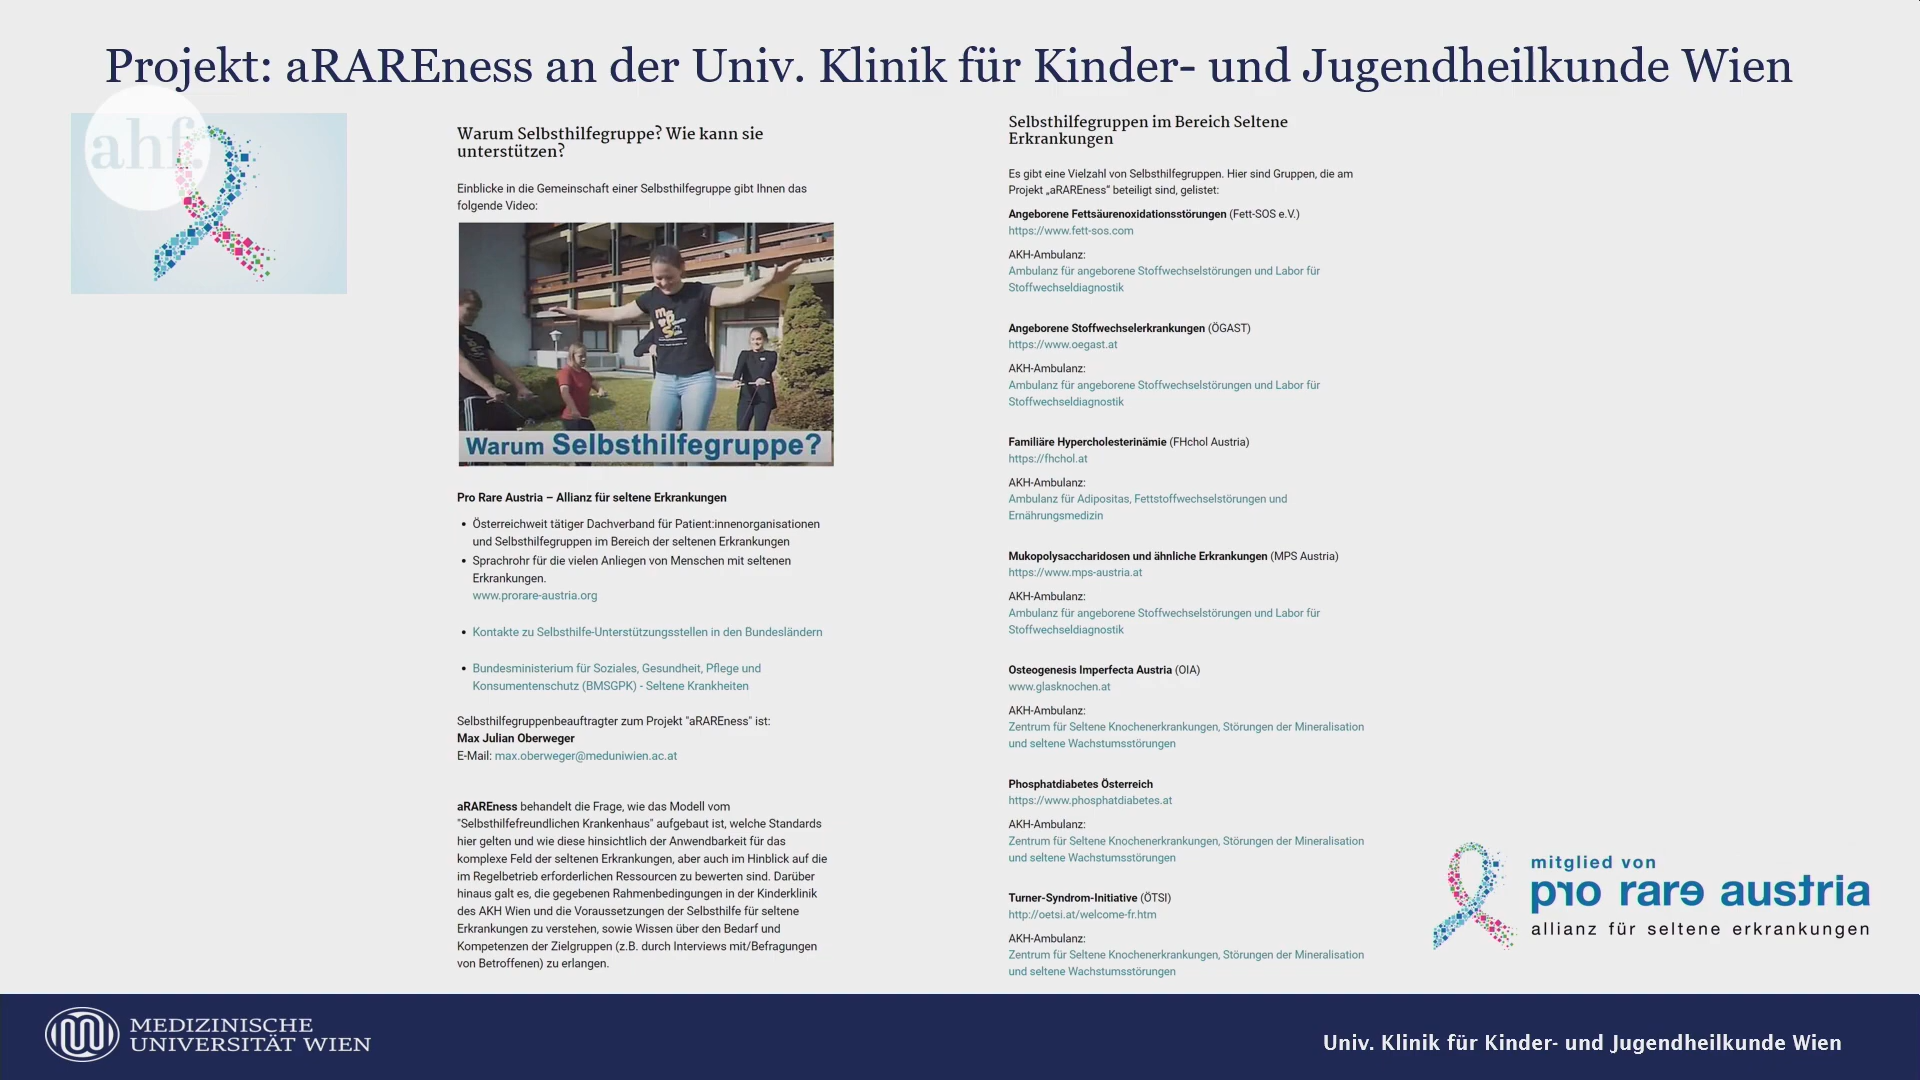 Projekt: aRAREness an der Univ. Klinik für Kinder- und Jugendheilkunde Wien
ahf.
Warum Selbsthilfegruppe? Wie kann sie
unterstützen?
Einblicke in die Gemeinschaft einer Selbsthilfegruppe gibt Ihnen das
folgende Video:
Warum Selbsthilfegruppe?
Pro Rare Austria – Allianz für seltene Erkrankungen
• Österreichweit tätiger Dachverband für Patient:innenorganisationen
und Selbsthilfegruppen im Bereich der seltenen Erkrankungen
• Sprachrohr für die vielen Anliegen von Menschen mit seltenen
Erkrankungen.
www.prorare-austria.org
• Kontakte zu Selbsthilfe-Unterstützungsstellen in den Bundesländern
• Bundesministerium für Soziales, Gesundheit, Pflege und
Konsumentenschutz (BMSGPK) - Seltene Krankheiten
Selbsthilfegruppenbeauftragter zum Projekt "aRAREness" ist:
Max Julian Oberweger
E-Mail: max.oberweger@meduniwien.ac.at
aRAREness behandelt die Frage, wie das Modell vom
"Selbsthilfefreundlichen Krankenhaus" aufgebaut ist, welche Standards
hier gelten und wie diese hinsichtlich der Anwendbarkeit für das
komplexe Feld der seltenen Erkrankungen, aber auch im Hinblick auf die
im Regelbetrieb erforderlichen Ressourcen zu bewerten sind. Darüber
hinaus galt es, die gegebenen Rahmenbedingungen in der Kinderklinik
des AKH Wien und die Voraussetzungen der Selbsthilfe für seltene
Erkrankungen zu verstehen, sowie Wissen über den Bedarf und
Kompetenzen der Zielgruppen (z.B. durch Interviews mit/Befragungen
von Betroffenen) zu erlangen.
Selbsthilfegruppen im Bereich Seltene
Erkrankungen
Es gibt eine Vielzahl von Selbsthilfegruppen. Hier sind Gruppen, die am
Projekt „aRAREness“ beteiligt sind, gelistet:
Angeborene Fettsäurenoxidationsstörungen (Fett-SOS e.V.)
https://www.fett-sos.com
AKH-Ambulanz:
Ambulanz für angeborene Stoffwechselstörungen und Labor für
Stoffwechseldiagnostik
Angeborene Stoffwechselerkrankungen (ÖGAST)
https://www.oegast.at
AKH-Ambulanz:
Ambulanz für angeborene Stoffwechselstörungen und Labor für
Stoffwechseldiagnostik
Familiäre Hypercholesterinämie (FHchol Austria)
https://fhchol.at
AKH-Ambulanz:
Ambulanz für Adipositas, Fettstoffwechselstörungen und
Ernährungsmedizin
Mukopolysaccharidosen und ähnliche Erkrankungen (MPS Austria)
https://www.mps-austria.at
AKH-Ambulanz:
Ambulanz für angeborene Stoffwechselstörungen und Labor für
Stoffwechseldiagnostik
Osteogenesis Imperfecta Austria (OIA)
www.glasknochen.at
AKH-Ambulanz:
Zentrum für Seltene Knochenerkrankungen, Störungen der Mineralisation
und seltene Wachstumsstörungen
Phosphatdiabetes Österreich
https://www.phosphatdiabetes.at
AKH-Ambulanz:
Zentrum für Seltene Knochenerkrankungen, Störungen der Mineralisation
und seltene Wachstumsstörungen
Turner-Syndrom-Initiative (ÖTSI)
http://oetsi.at/welcome-fr.htm
AKH-Ambulanz:
Zentrum für Seltene Knochenerkrankungen, Störungen der Mineralisation
und seltene Wachstumsstörungen
mitglied von
pro rare austria
allianz für seltene erkrankungen
MEDIZINISCHE
UNIVERSITÄT WIEN
Univ. Klinik für Kinder- und Jugendheilkunde Wien